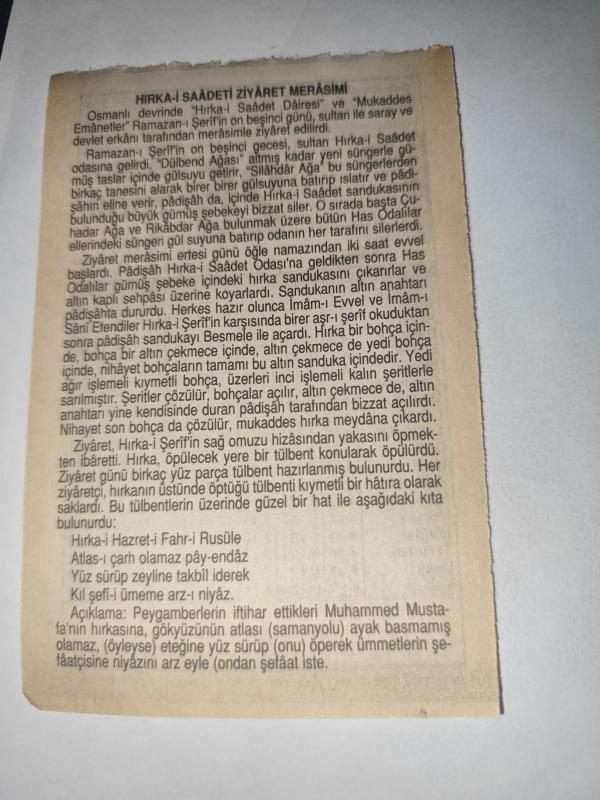 HIRKA-İ SAÂDETİ ZİYÂRET MERÂSİMİ
Osmanlı devrinde "Hırka-i Saâdet Dâiresi" ve "Mukaddes
Emânetler" Ramazan-ı Şerîf'in on beşinci günü, sultan ile saray ve
devlet erkânı tarafından merâsimle ziyâret edilirdi.
Ramazan-ı Şerîf'in on beşinci gecesi, sultan Hırka-i Saâdet
odasına gelirdi. "Dülbend Ağası" altmış kadar yeni süngerle gü-
müş taslar içinde gülsuyu getirir, "Silâhdâr Ağa" bu süngerlerden
birkaç tanesini alarak birer birer gülsuyuna batırıp ıslatır ve pâdi-
şâhın eline verir, pâdişâh da, içinde Hırka-i Saâdet sandukasının
bulunduğu büyük gümüş şebekeyi bizzat siler. O sırada başta Çu-
hadar Ağa ve Rikâbdar Ağa bulunmak üzere bütün Has Odalılar
ellerindeki süngeri gül suyuna batırıp odanın her tarafını silerlerdi.
Ziyâret merâsimi ertesi günü öğle namazından iki saat evvel
başlardı. Pâdişâh Hırka-i Saâdet Odası'na geldikten sonra Has
Odalılar gümüş şebeke içindeki hırka sandukasını çıkarırlar ve
altın kaplı sehpâsı üzerine koyarlardı. Sandukanın altın anahtarı
pâdişâhta dururdu. Herkes hazır olunca İmâm-ı Evvel ve İmâm-ı
Sânî Efendiler Hırka-i Şerîf'in karşısında birer aşr-ı şerîf okuduktan
sonra pâdişâh sandukayı Besmele ile açardı. Hırka bir bohça için-
de, bohça bir altın çekmece içinde, altın çekmece de yedi bohça
içinde, nihâyet bohçaların tamamı bu altın sanduka içindedir. Yedi
ağır işlemeli kıymetli bohça, üzerleri inci işlemeli kalın şeritlerle
sarılmıştır. Şeritler çözülür, bohçalar açılır, altın çekmece de, altın
anahtarı yine kendisinde duran pâdişâh tarafından bizzat açılırdı.
Nihayet son bohça da çözülür, mukaddes hırka meydâna çıkardı.
Ziyâret, Hırka-i Şerîf'in sağ omuzu hizâsından yakasını öpmek-
ten ibâretti. Hırka, öpülecek yere bir tülbent konularak öpülürdü.
Ziyâret günü birkaç yüz parça tülbent hazırlanmış bulunurdu. Her
ziyâretçi, hırkanın üstünde öptüğü tülbenti kıymetli bir hâtıra olarak
saklardı. Bu tülbentlerin üzerinde güzel bir hat ile aşağıdaki kıta
bulunurdu:
Hırka-i Hazret-i Fahr-i Rusüle
Atlas-ı çarh olamaz pây-endâz
Yüz sürüp zeyline takbîl iderek
Kıl şefî-i ümeme arz-ı niyâz.
Açıklama: Peygamberlerin iftihar ettikleri Muhammed Musta-
fa'nın hırkasına, gökyüzünün atlası (samanyolu) ayak basmamış
olamaz, (öyleyse) eteğine yüz sürüp (onu) öperek ümmetlerin şe-
fâatçisine niyâzını arz eyle (ondan şefâat iste.